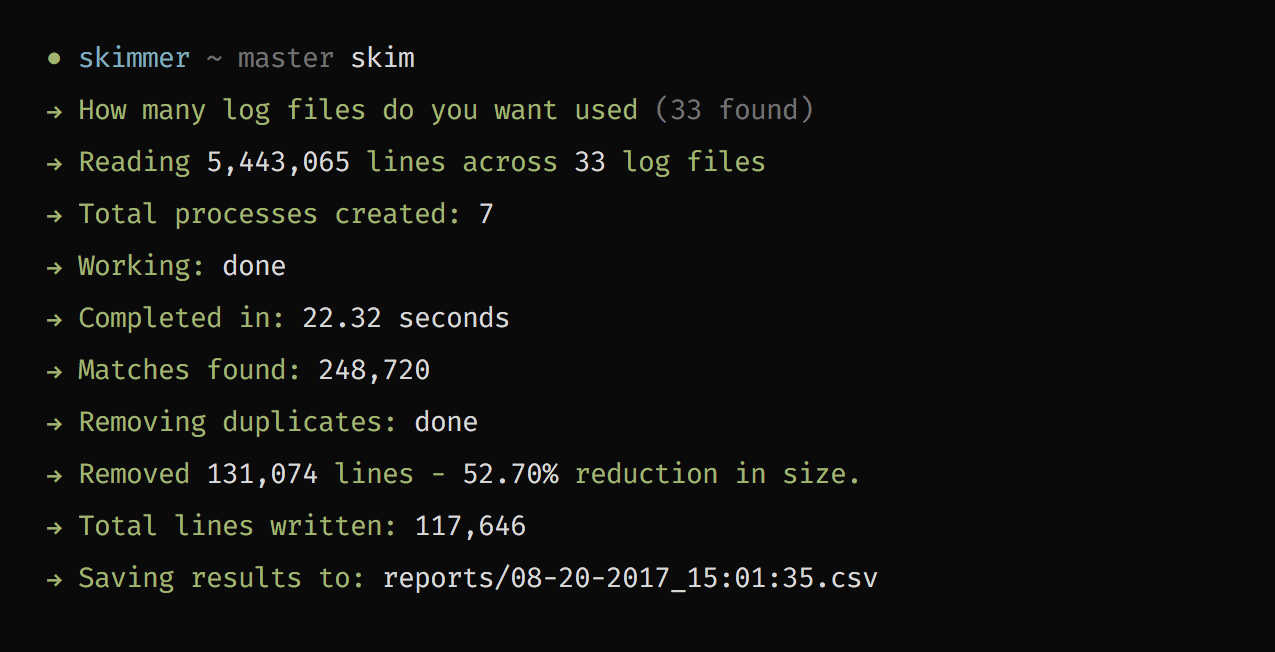 ● skimmer ~ master skim
→ How many log files do you want used (33 found)
→ Reading 5,443,065 lines across 33 log files
→ Total processes created: 7
→ Working: done
→ Completed in: 22.32 seconds
→ Matches found: 248,720
→ Removing duplicates: done
→ Removed 131,074 lines - 52.70% reduction in size.
→ Total lines written: 117,646
→ Saving results to: reports/08-20-2017_15:01:35.csv